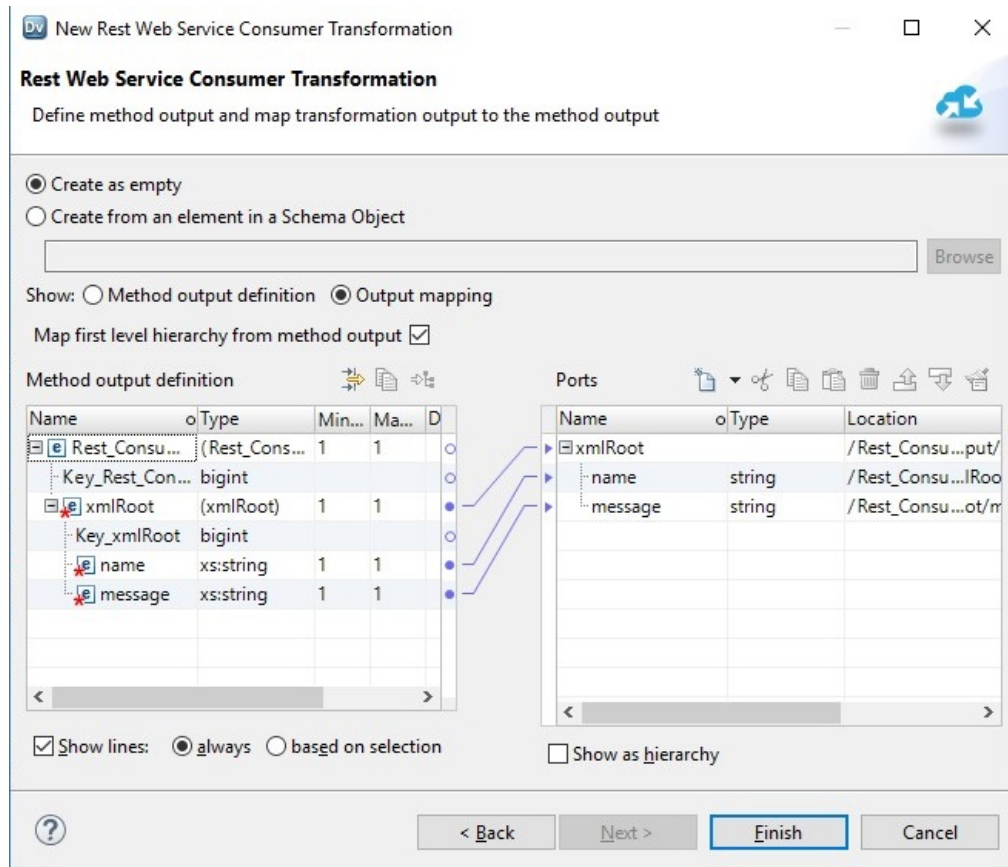 Dv New Rest Web Service Consumer Transformation
Rest Web Service Consumer Transformation
Define method output and map transformation output to the method output
Create as empty
Create from an element in a Schema Object
Browse
Show: Method output definition Output mapping
Map first level hierarchy from method output
Method output definition
Name o Type Min... Ma... D
e Rest_Consu... (Rest_Cons... 1 1
Key_Rest_Con... bigint
e xmlRoot (xmlRoot) 1 1
Key_xmlRoot bigint
e name xs:string 1 1
e message xs:string 1 1
Show lines: always based on selection
Ports
Name o Type Location
xmlRoot /Rest_Consu...put/
name string /Rest_Consu...lRoo
message string /Rest_Consu...ot/m
Show as hierarchy
? < Back Next > Finish Cancel